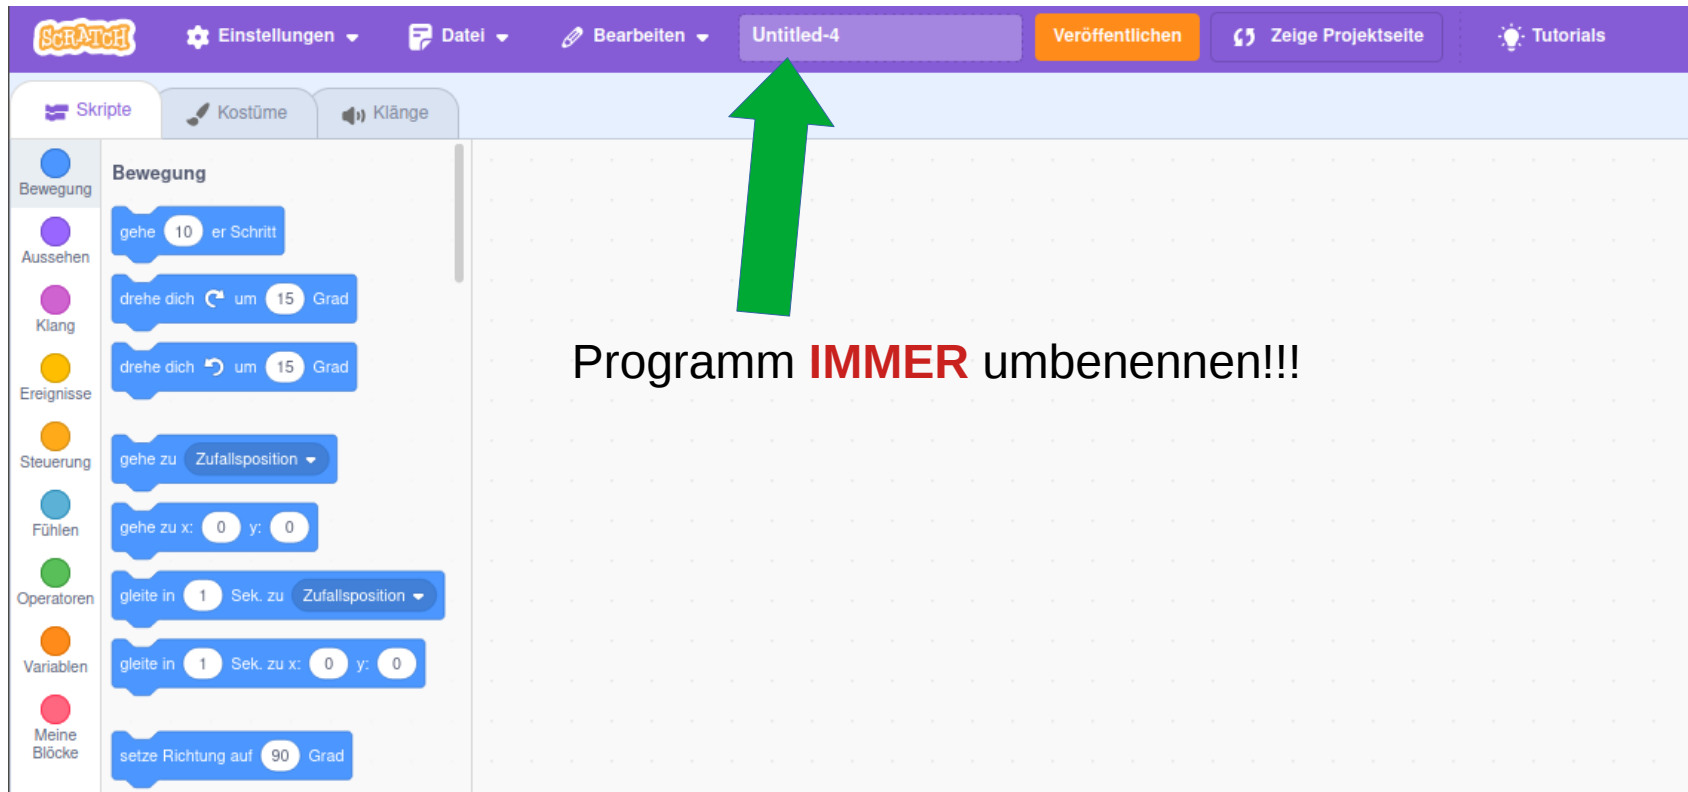 SCRATCH Einstellungen Datei Bearbeiten Untitled-4 Veröffentlichen Zeige Projektseite Tutorials
Skripte Kostüme Klänge
Bewegung
Aussehen
Klang
Ereignisse
Steuerung
Fühlen
Operatoren
Variablen
Meine
Blöcke
Bewegung
gehe 10 er Schritt
drehe dich um 15 Grad
drehe dich um 15 Grad
gehe zu Zufallsposition
gehe zu x: 0 y: 0
gleite in 1 Sek. zu Zufallsposition
gleite in 1 Sek. zu x: 0 y: 0
setze Richtung auf 90 Grad
Programm IMMER umbenennen!!!